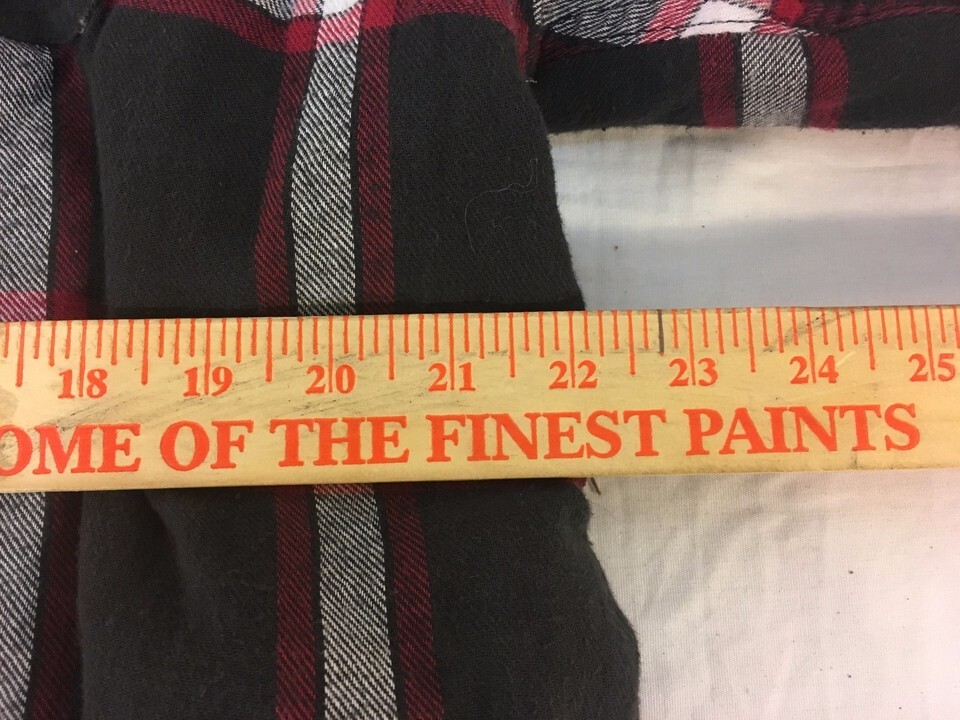 18 19 20 21 22 23 24 25
OME OF THE FINEST PAINTS